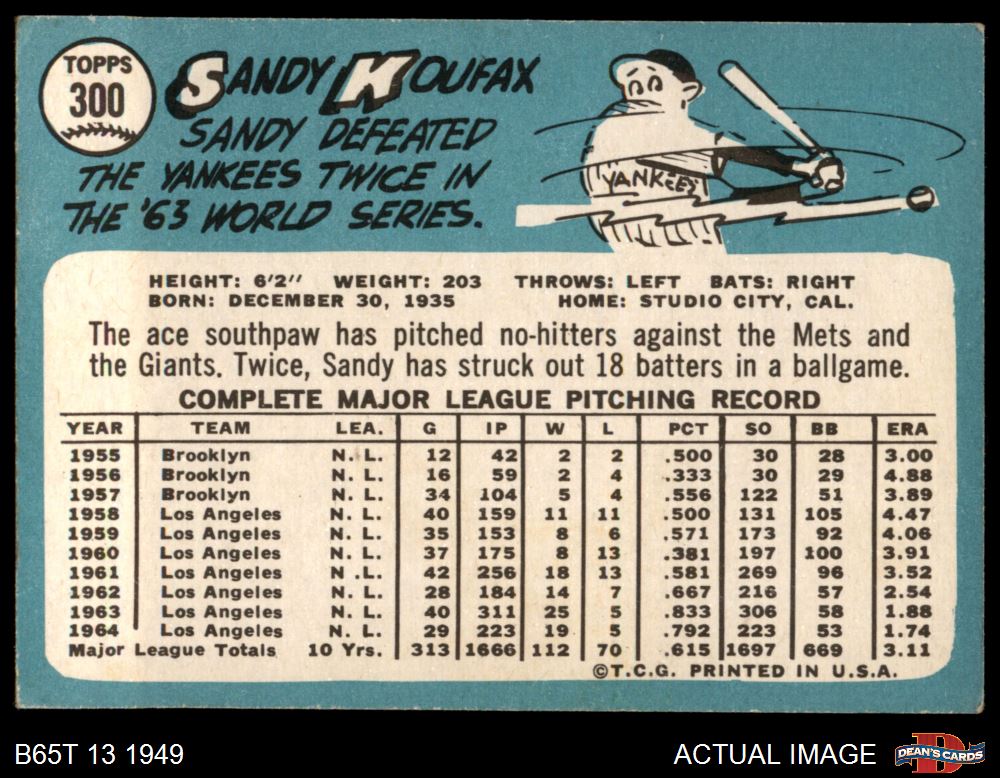 TOPPS
300
SANDY KOUFAX
SANDY DEFEATED
THE YANKEES TWICE IN
THE '63 WORLD SERIES.
YANKEES
HEIGHT: 6'2" WEIGHT: 203 THROWS: LEFT BATS: RIGHT
BORN: DECEMBER 30, 1935 HOME: STUDIO CITY, CAL.
The ace southpaw has pitched no-hitters against the Mets and
the Giants. Twice, Sandy has struck out 18 batters in a ballgame.
COMPLETE MAJOR LEAGUE PITCHING RECORD
YEAR TEAM LEA. G IP W L PCT SO BB ERA
1955 Brooklyn N. L. 12 42 2 2 .500 30 28 3.00
1956 Brooklyn N. L. 16 59 2 4 .333 30 29 4.88
1957 Brooklyn N. L. 34 104 5 4 .556 122 51 3.89
1958 Los Angeles N. L. 40 159 11 11 .500 131 105 4.47
1959 Los Angeles N. L. 35 153 8 6 .571 173 92 4.06
1960 Los Angeles N. L. 37 175 8 13 .381 197 100 3.91
1961 Los Angeles N .L. 42 256 18 13 .581 269 96 3.52
1962 Los Angeles N. L. 28 184 14 7 .667 216 57 2.54
1963 Los Angeles N. L. 40 311 25 5 .833 306 58 1.88
1964 Los Angeles N. L. 29 223 19 5 .792 223 53 1.74
Major League Totals 10 Yrs. 313 1666 112 70 .615 1697 669 3.11
©T.C.G. PRINTED IN U.S.A.
B65T 13 1949 ACTUAL IMAGE DEAN'S CARDS